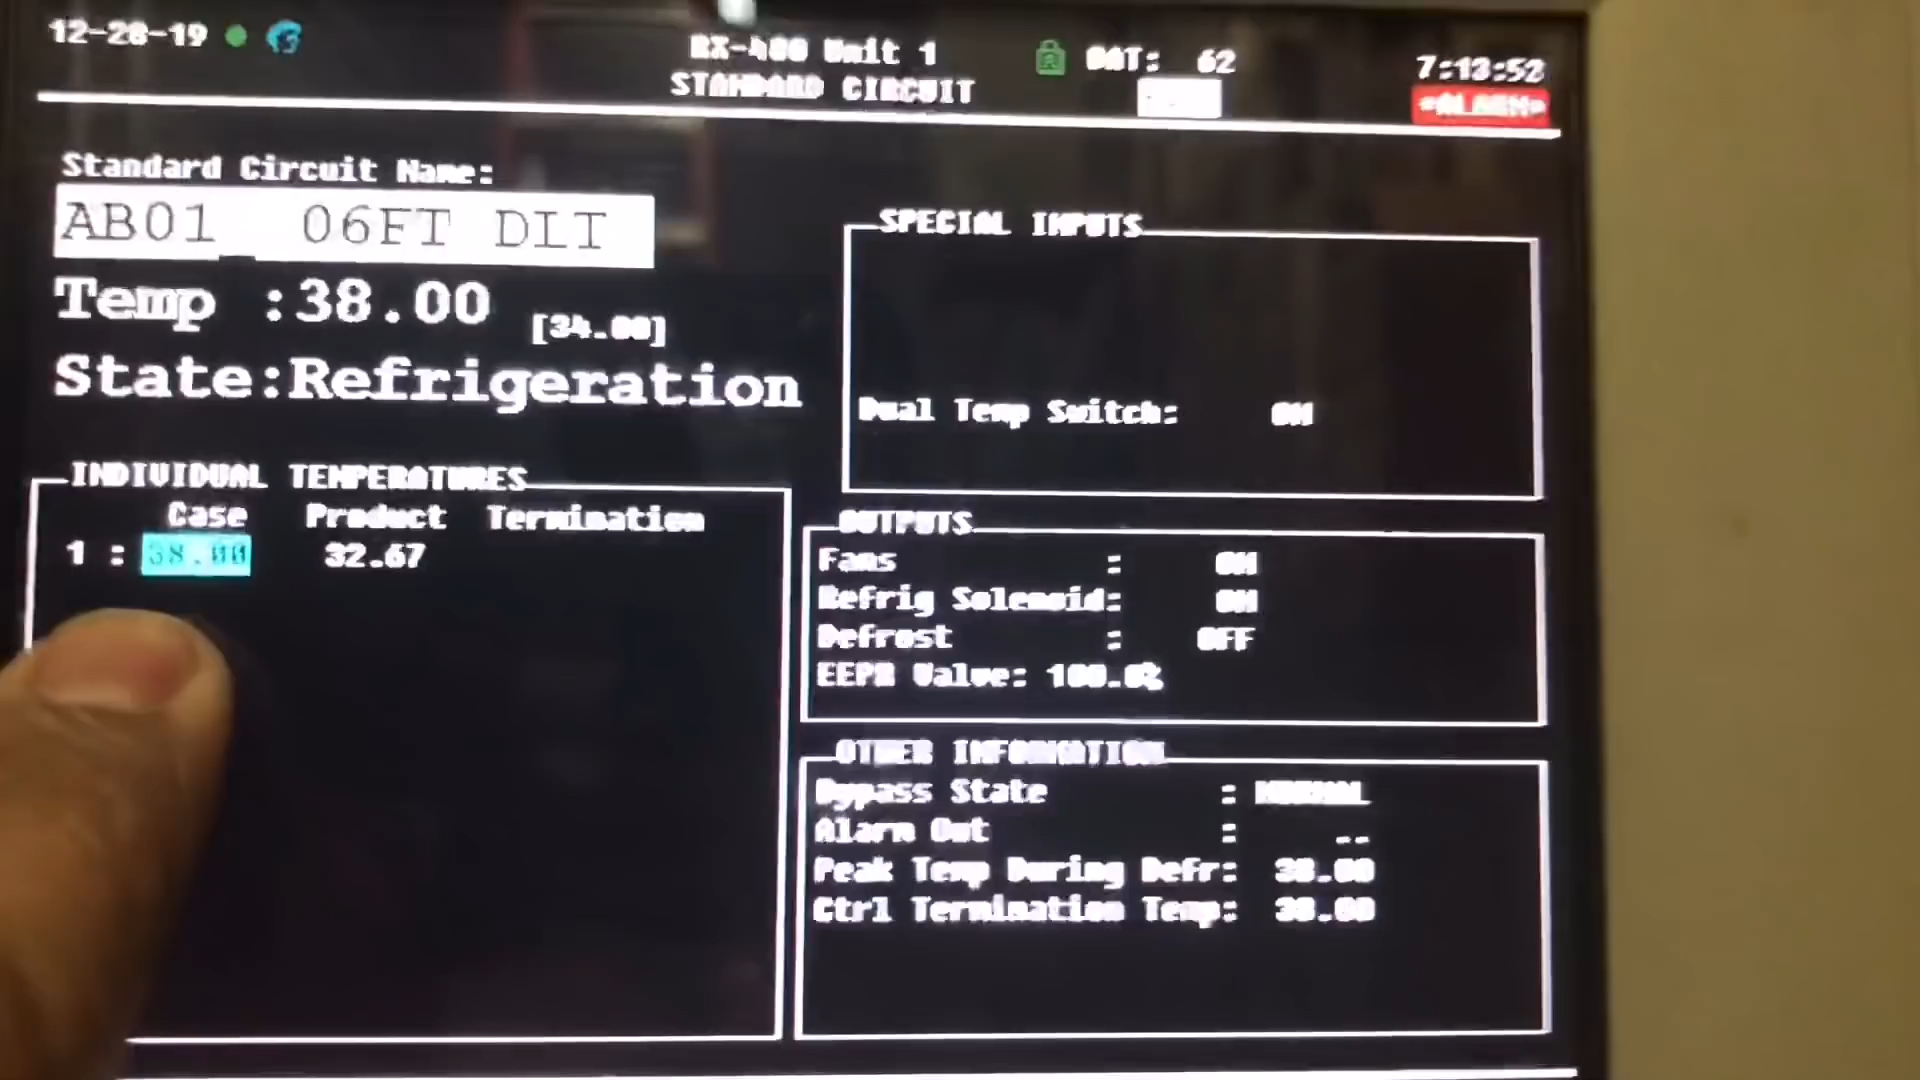 12-28-19
RX-400 Unit 1
OAT: 62
7:13:52
STANDARD CIRCUIT
*ALARM*
Standard Circuit Name:
AB01 06FT DLT
Temp :38.00 [34.00]
State:Refrigeration
SPECIAL INPUTS
Dual Temp Switch: ON
INDIVIDUAL TEMPERATURES
Case Product Termination
1 : 38.00 32.67
OUTPUTS
Fans : ON
Refrig Solenoid: ON
Defrost : OFF
EEPR Valve: 100.0%
OTHER INFORMATION
Bypass State : NORMAL
Alarm Out : --
Peak Temp During Defr: 38.00
Ctrl Termination Temp: 38.00